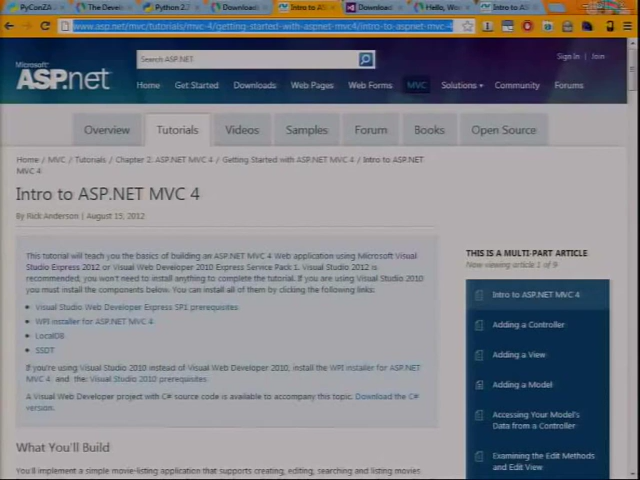 PyConZA
The Devel
Python 2.7
Download
Intro to AS
Download
Hello, Wor
Intro to AS
www.asp.net/mvc/tutorials/mvc-4/getting-started-with-aspnet-mvc4/intro-to-aspnet-mvc-4
Sign In | Join
Microsoft
ASP.net
Search ASP.NET
Home Get Started Downloads Web Pages Web Forms MVC Solutions Community Forums
Overview Tutorials Videos Samples Forum Books Open Source
Home / MVC / Tutorials / Chapter 2. ASP.NET MVC 4 / Getting Started with ASP.NET MVC 4 / Intro to ASP.NET
MVC 4
Intro to ASP.NET MVC 4
By Rick Anderson | August 15, 2012
This tutorial will teach you the basics of building an ASP.NET MVC 4 Web application using Microsoft Visual
Studio Express 2012 or Visual Web Developer 2010 Express Service Pack 1. Visual Studio 2012 is
recommended, you won't need to install anything to complete the tutorial. If you are using Visual Studio 2010
you must install the components below. You can install all of them by clicking the following links:
Visual Studio Web Developer Express SP1 prerequisites
WPI installer for ASP.NET MVC 4
LocalDB
SSDT
If you're using Visual Studio 2010 instead of Visual Web Developer 2010, install the WPI installer for ASP.NET
MVC 4. and the: Visual Studio 2010 prerequisites.
A Visual Web Developer project with C# source code is available to accompany this topic. Download the C#
version.
What You'll Build
You'll implement a simple movie-listing application that supports creating, editing, searching and listing movies
THIS IS A MULTI-PART ARTICLE
Now viewing article 1 of 9
Intro to ASP.NET MVC 4
Adding a Controller
Adding a View
Adding a Model
Accessing Your Model's
Data from a Controller
Examining the Edit Methods
and Edit View